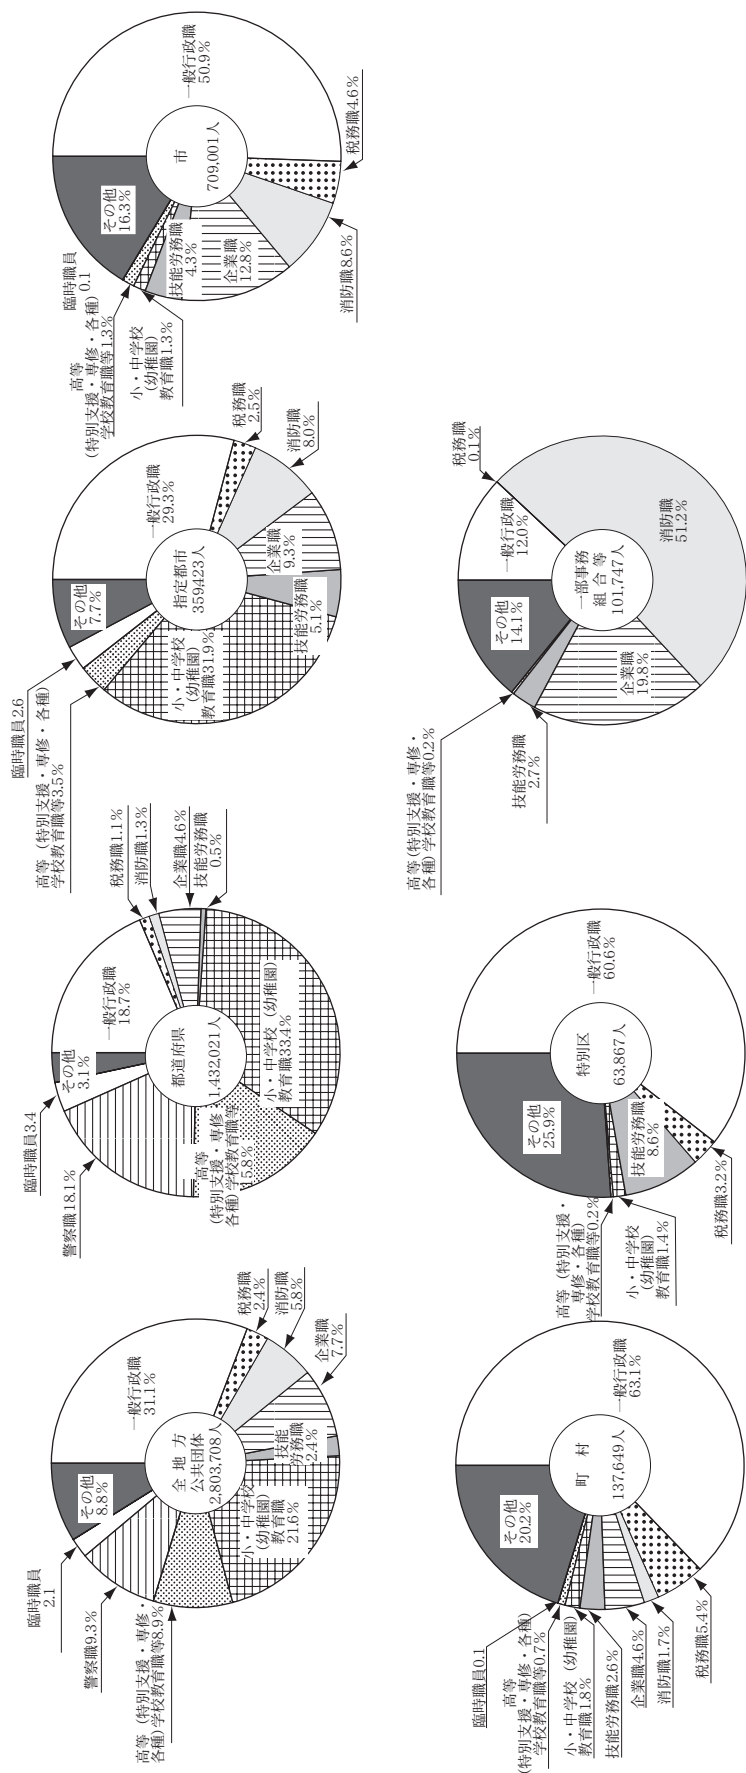 全地方
公共団体
2,803,708人
一般行政職
31.1%
税務職
2.4%
消防職
5.8%
企業職
7.7%
技能
労務職
2.4%
小・中学校
(幼稚園)
教育職
21.6%
高等(特別支援・専修・
各種)学校教育職等8.9%
警察職9.3%
臨時職員
2.1
その他
8.8%
都道府県
1,432,021人
一般行政職
18.7%
税務職1.1%
消防職1.3%
企業職4.6%
技能労務職
0.5%
小・中学校(幼稚園)
教育職33.4%
高等
(特別支援・専修・
各種)学校教育職等
15.8%
警察職18.1%
臨時職員3.4
その他
3.1%
指定都市
359,423人
一般行政職
29.3%
税務職
2.5%
消防職
8.0%
企業職
9.3%
技能労務職
5.1%
小・中学校
(幼稚園)
教育職31.9%
高等(特別支援・専修・各種)
学校教育職等3.5%
臨時職員2.6
その他
7.7%
市
709,001人
一般行政職
50.9%
税務職4.6%
消防職8.6%
企業職
12.8%
技能労務職
4.3%
小・中学校
(幼稚園)
教育職1.3%
高等
(特別支援・専修・各種)
学校教育職等1.3%
臨時職員
0.1
その他
16.3%
町村
137,649人
一般行政職
63.1%
税務職5.4%
消防職1.7%
企業職4.6%
技能労務職2.6%
小・中学校(幼稚園)
教育職1.8%
高等
(特別支援・専修・各種)
学校教育職等0.7%
臨時職員0.1
その他
20.2%
特別区
63,867人
一般行政職
60.6%
税務職3.2%
技能労務職
8.6%
小・中学校
(幼稚園)
教育職1.4%
高等(特別支援・
専修・各種)
学校教育職等0.2%
その他
25.9%
一部事務
組合等
101,747人
一般行政職
12.0%
税務職
0.1%
消防職
51.2%
企業職
19.8%
技能労務職
2.7%
高等(特別支援・専修・
各種)学校教育職等0.2%
その他
14.1%